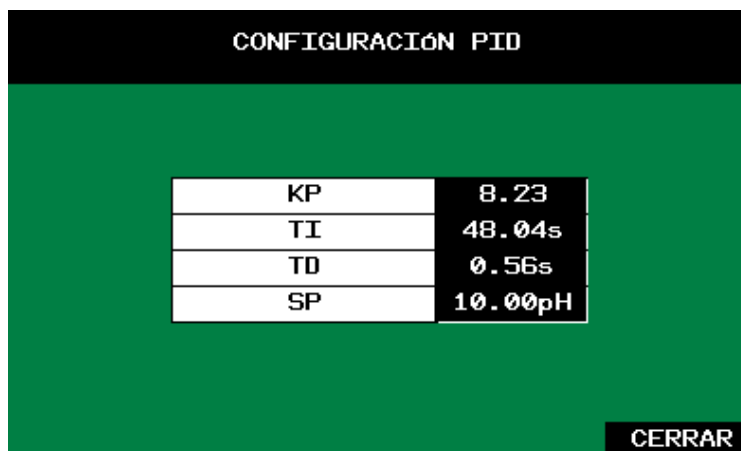 CONFIGURACIóN PID
KP 8.23
TI 48.04s
TD 0.56s
SP 10.00pH
CERRAR